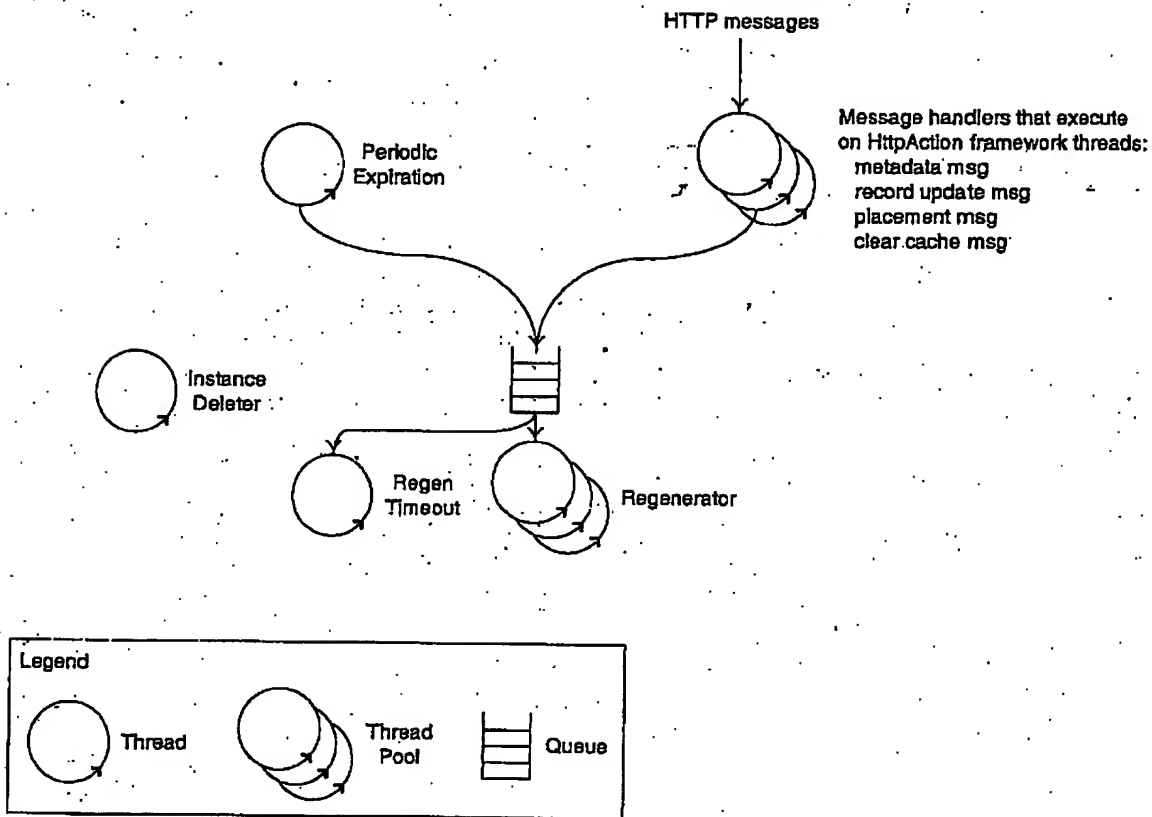 HTTP messages
Message handlers that execute
on HttpAction framework threads:
metadata msg
record update msg
placement msg
clear cache msg
Periodic
Expiration
Instance
Deleter
Regen
Timeout
Regenerator
Legend
Thread
Thread
Pool
Queue